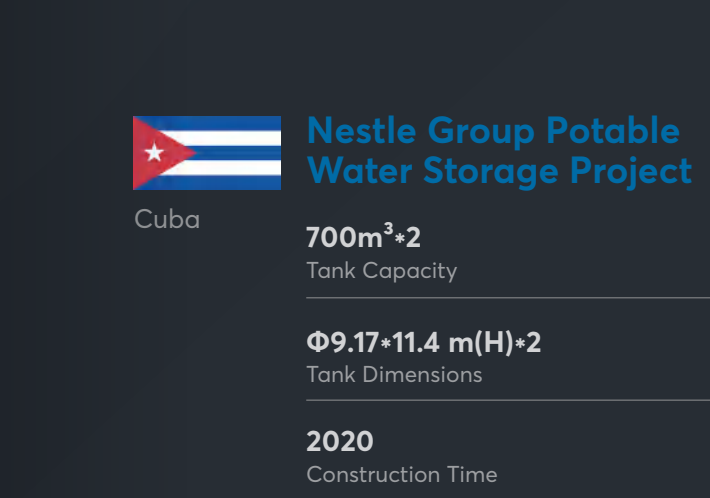 Nestle Group Potable
Water Storage Project
Cuba
700m³*2
Tank Capacity
Φ9.17*11.4 m(H)*2
Tank Dimensions
2020
Construction Time